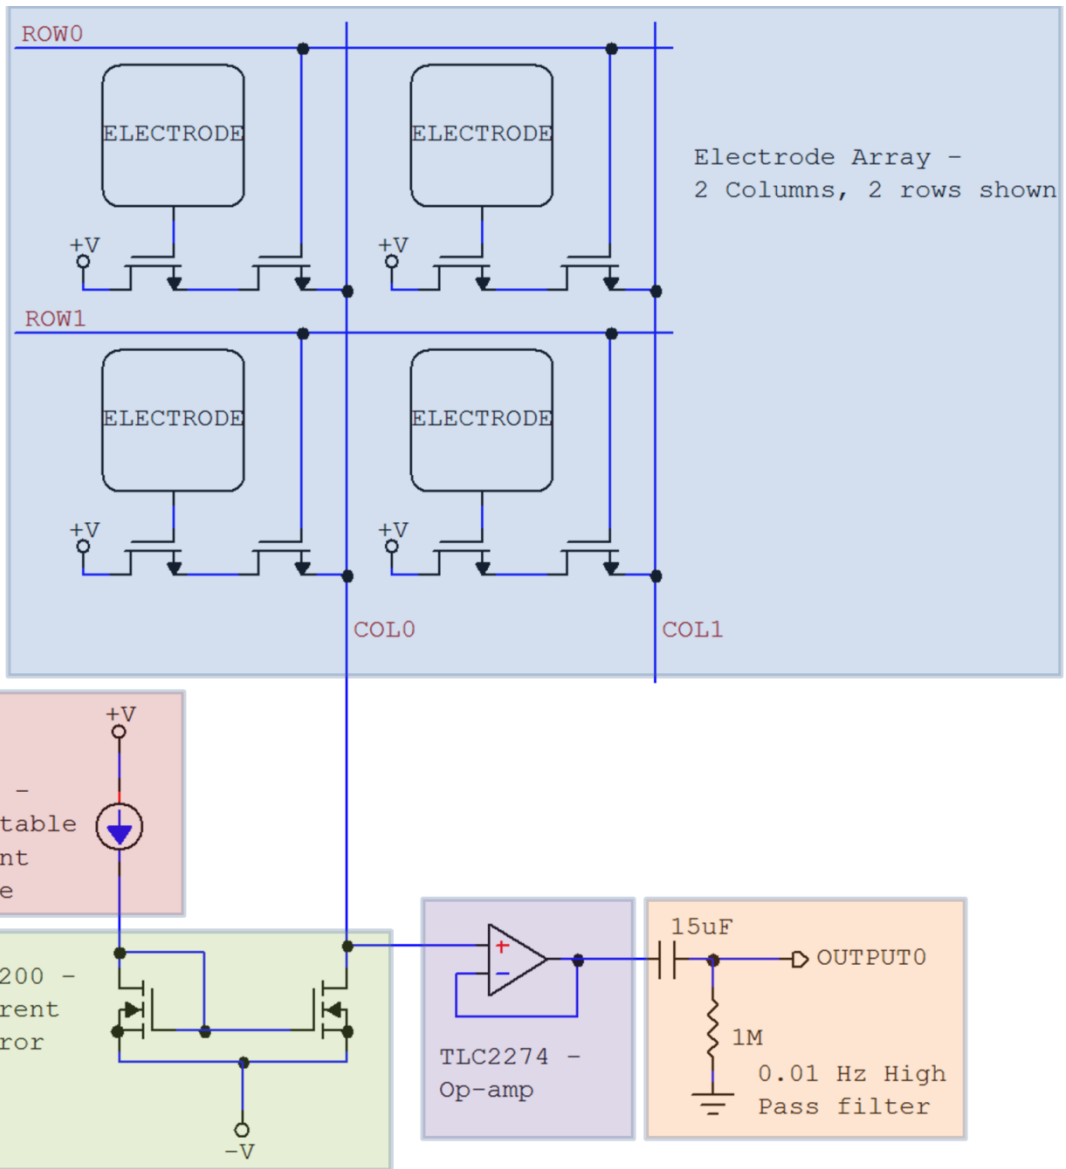 ROW0
ELECTRODE ELECTRODE
Electrode Array -
2 Columns, 2 rows shown
+V +V
ROW1
ELECTRODE ELECTRODE
+V +V
COL0 COL1
+V
-
table
nt
e
200 -
rent
ror
-V
+
-
TLC2274 -
Op-amp
15uF
OUTPUT0
1M
0.01 Hz High
Pass filter